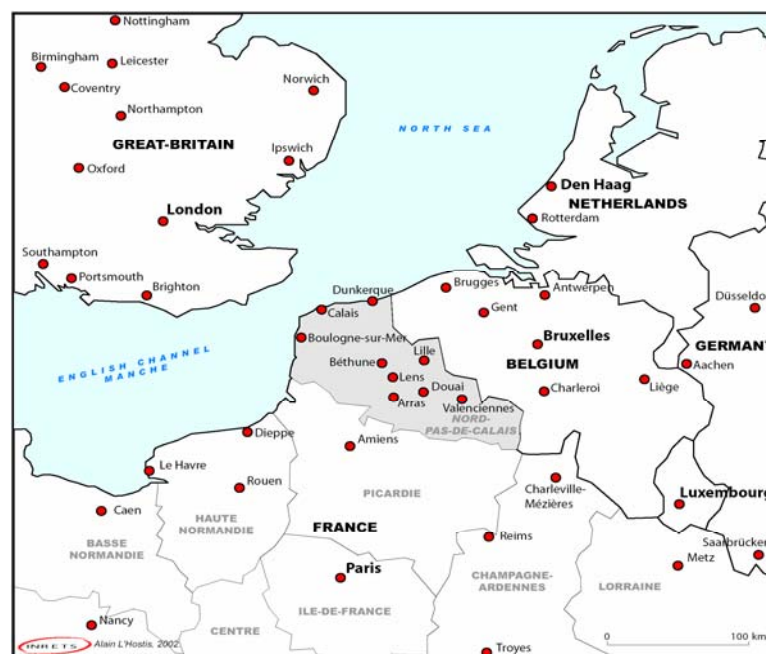 Nottingham
Birmingham
Leicester
Coventry
Norwich
Northampton
GREAT-BRITAIN
NORTH SEA
Ipswich
Oxford
Den Haag
NETHERLANDS
London
Rotterdam
Southampton
Portsmouth
Brighton
Dunkerque
Brugges
Antwerpen
Düsseldo
Calais
Gent
Boulogne-sur-Mer
Bruxelles
GERMANY
ENGLISH CHANNEL
MANCHE
Lille
Béthune
BELGIUM
Aachen
Lens
Douai
Charleroi
Liège
Arras
Valenciennes
NORD-
PAS-DE-CALAIS
Dieppe
Amiens
Le Havre
Rouen
PICARDIE
Charleville-
Mézières
Luxembourg
Caen
HAUTE
NORMANDIE
FRANCE
BASSE
NORMANDIE
Reims
Saarbrücken
Metz
Paris
CHAMPAGNE-
ARDENNES
LORRAINE
ILE-DE-FRANCE
Nancy
CENTRE
INRETS
Alain L'Hostis, 2002.
Troyes
0 100 km